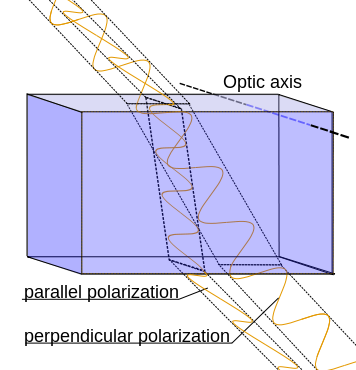 Optic axis
parallel polarization
perpendicular polarization